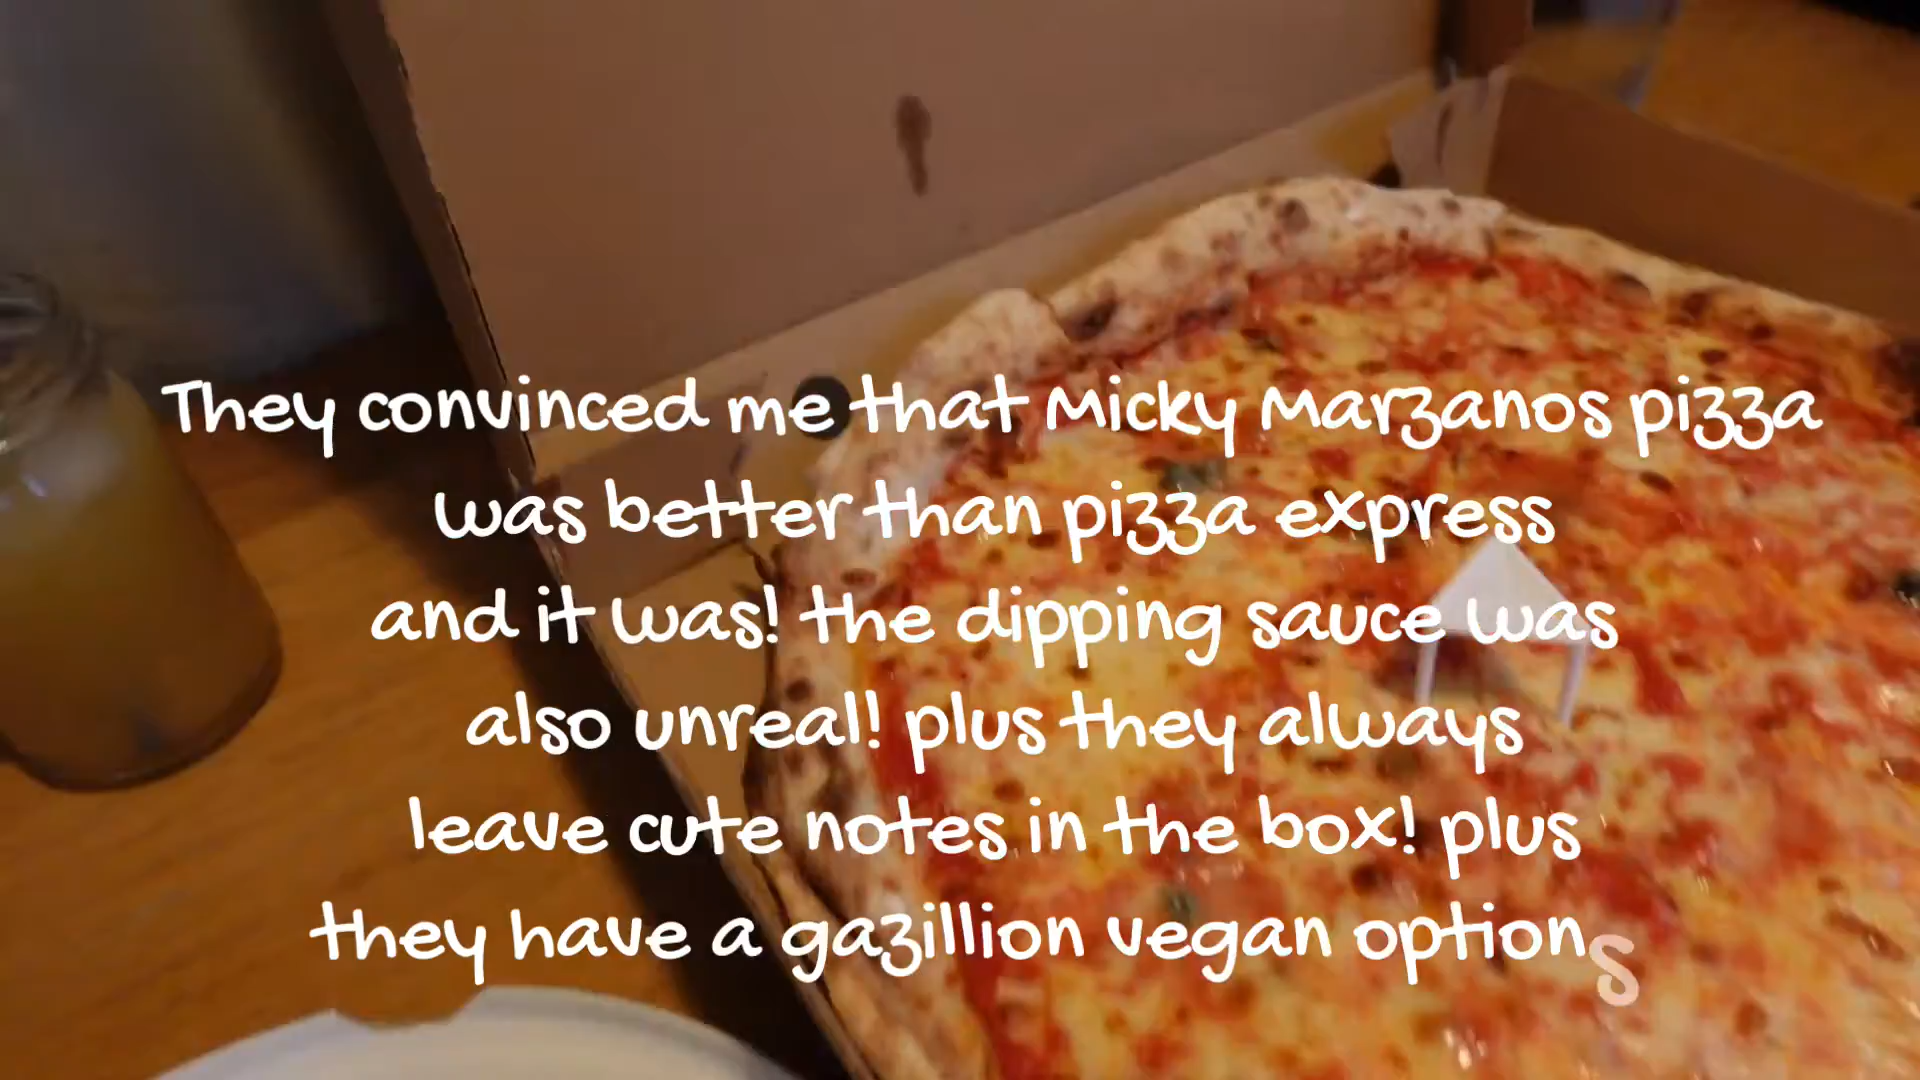 They convinced me that Micky Marzanos pizza
was better than pizza express
and it was! the dipping sauce was
also unreal! plus they always
leave cute notes in the box! plus
they have a gazillion vegan options